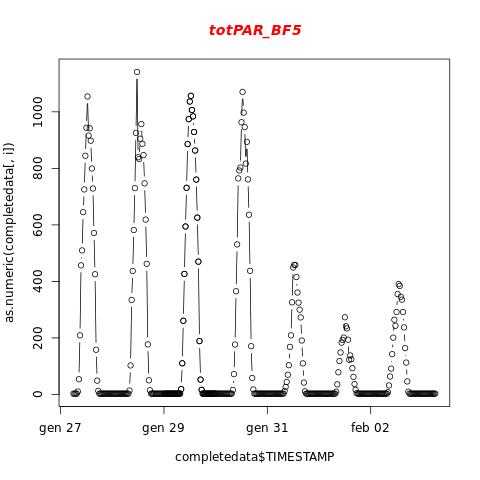 totPAR_BF5
as.numeric(completedata[, i])
1000
800
600
400
200
0
gen 27
gen 29
gen 31
feb 02
completedata$TIMESTAMP